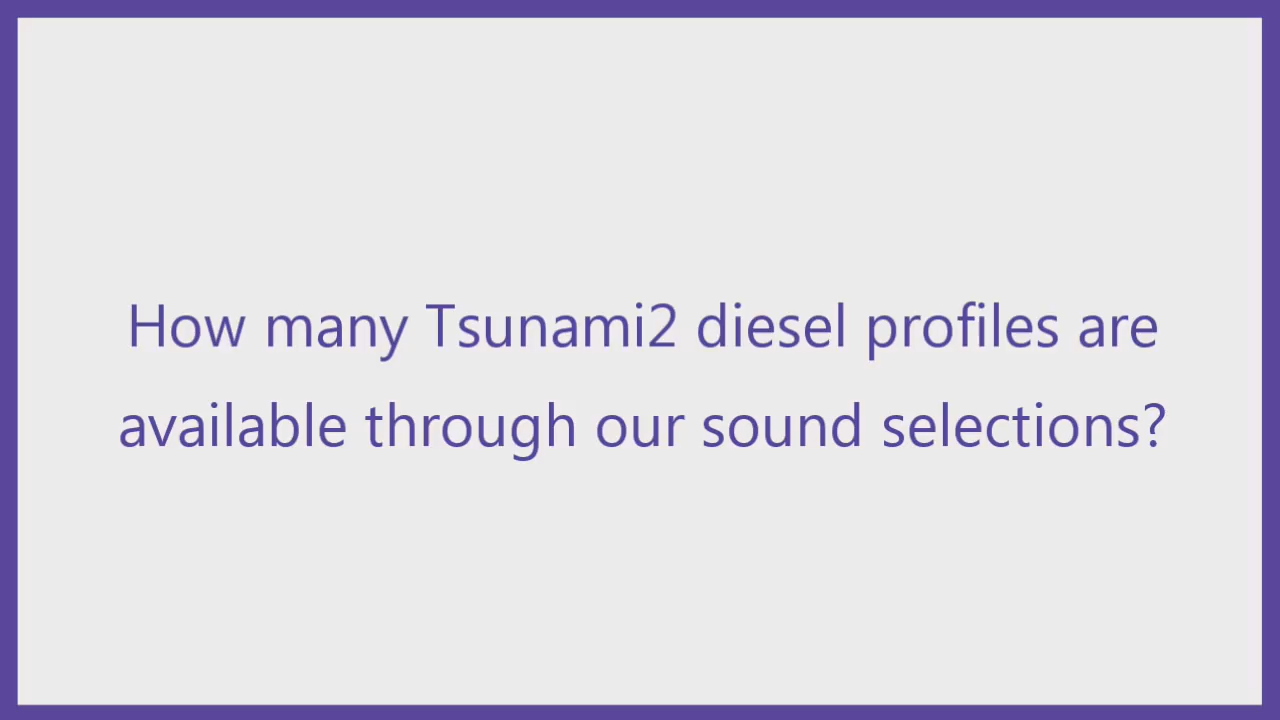 How many Tsunami2 diesel profiles are
available through our sound selections?